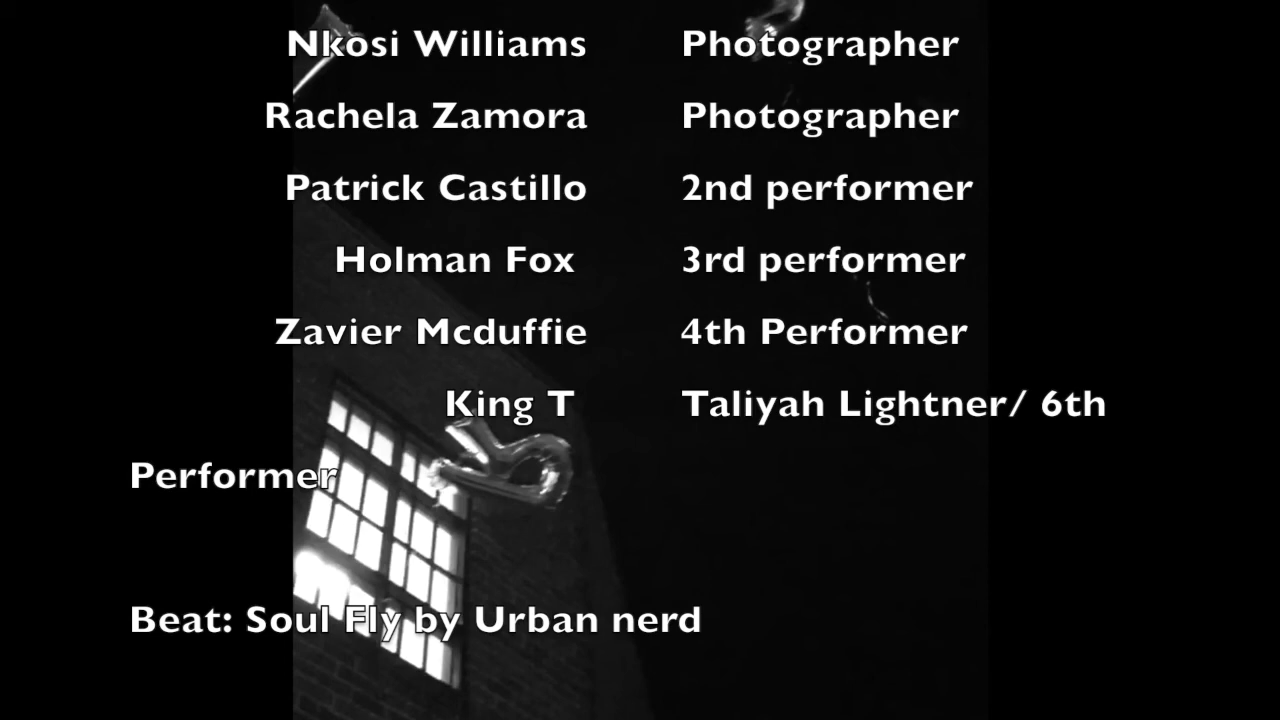 Nkosi Williams Photographer
Rachela Zamora Photographer
Patrick Castillo 2nd performer
Holman Fox 3rd performer
Zavier Mcduffie 4th Performer
King T Taliyah Lightner/ 6th
Performer
Beat: Soul Fly by Urban nerd